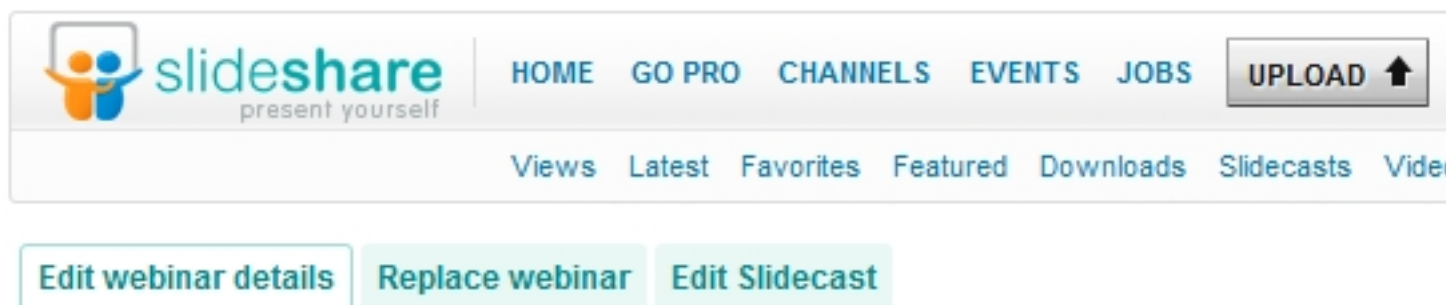 slideshare
present yourself
HOME GO PRO CHANNELS EVENTS JOBS UPLOAD
Views Latest Favorites Featured Downloads Slidecasts
Edit webinar details Replace webinar Edit Slidecast